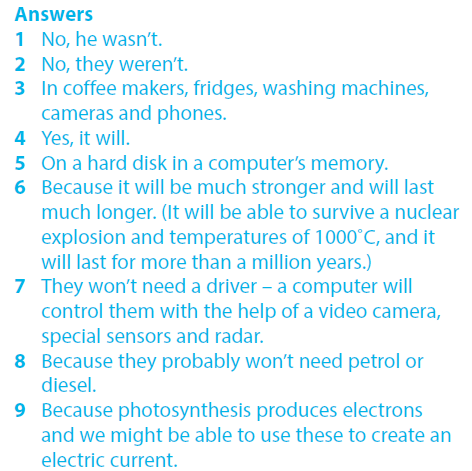 Answers
1 No, he wasn’t.
2 No, they weren’t.
3 In coffee makers, fridges, washing machines,
cameras and phones.
4 Yes, it will.
5 On a hard disk in a computer’s memory.
6 Because it will be much stronger and will last
much longer. (It will be able to survive a nuclear
explosion and temperatures of 1000˚C, and it
will last for more than a million years.)
7 They won’t need a driver – a computer will
control them with the help of a video camera,
special sensors and radar.
8 Because they probably won’t need petrol or
diesel.
9 Because photosynthesis produces electrons
and we might be able to use these to create an
electric current.